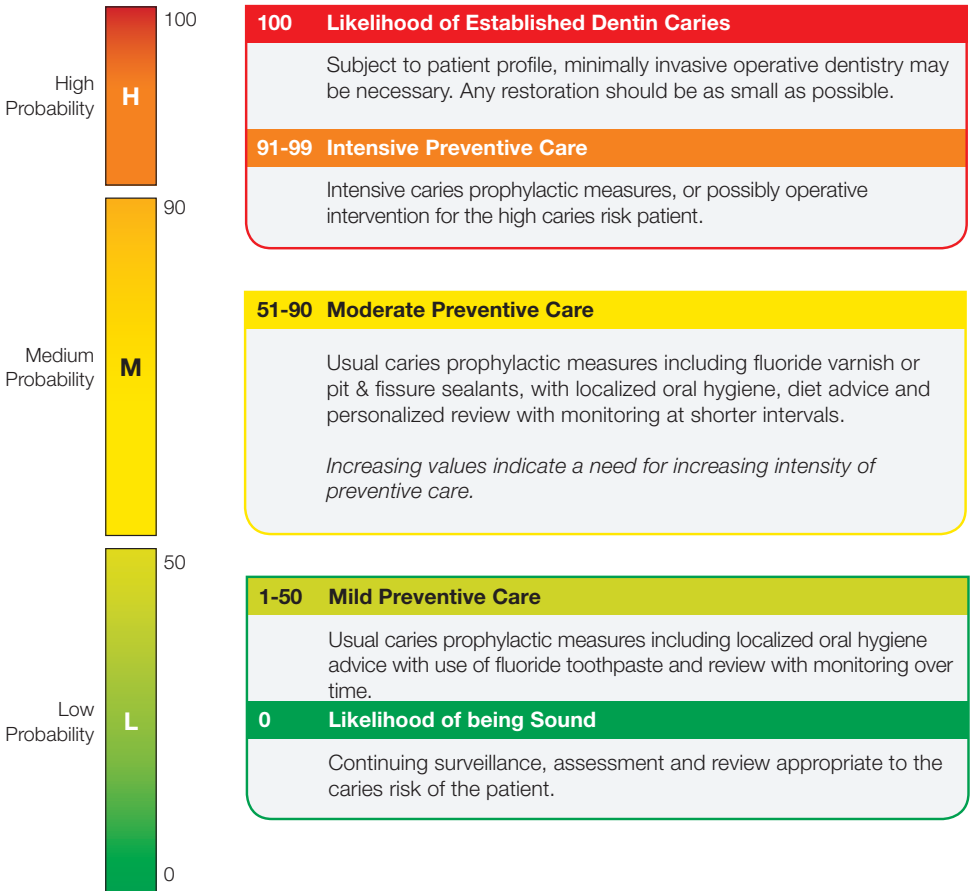 100
High
Probability
H
90
Medium
Probability
M
50
Low
Probability
L
0
100 Likelihood of Established Dentin Caries
Subject to patient profile, minimally invasive operative dentistry may
be necessary. Any restoration should be as small as possible.
91-99 Intensive Preventive Care
Intensive caries prophylactic measures, or possibly operative
intervention for the high caries risk patient.
51-90 Moderate Preventive Care
Usual caries prophylactic measures including fluoride varnish or
pit & fissure sealants, with localized oral hygiene, diet advice and
personalized review with monitoring at shorter intervals.
Increasing values indicate a need for increasing intensity of
preventive care.
1-50 Mild Preventive Care
Usual caries prophylactic measures including localized oral hygiene
advice with use of fluoride toothpaste and review with monitoring over
time.
0 Likelihood of being Sound
Continuing surveillance, assessment and review appropriate to the
caries risk of the patient.